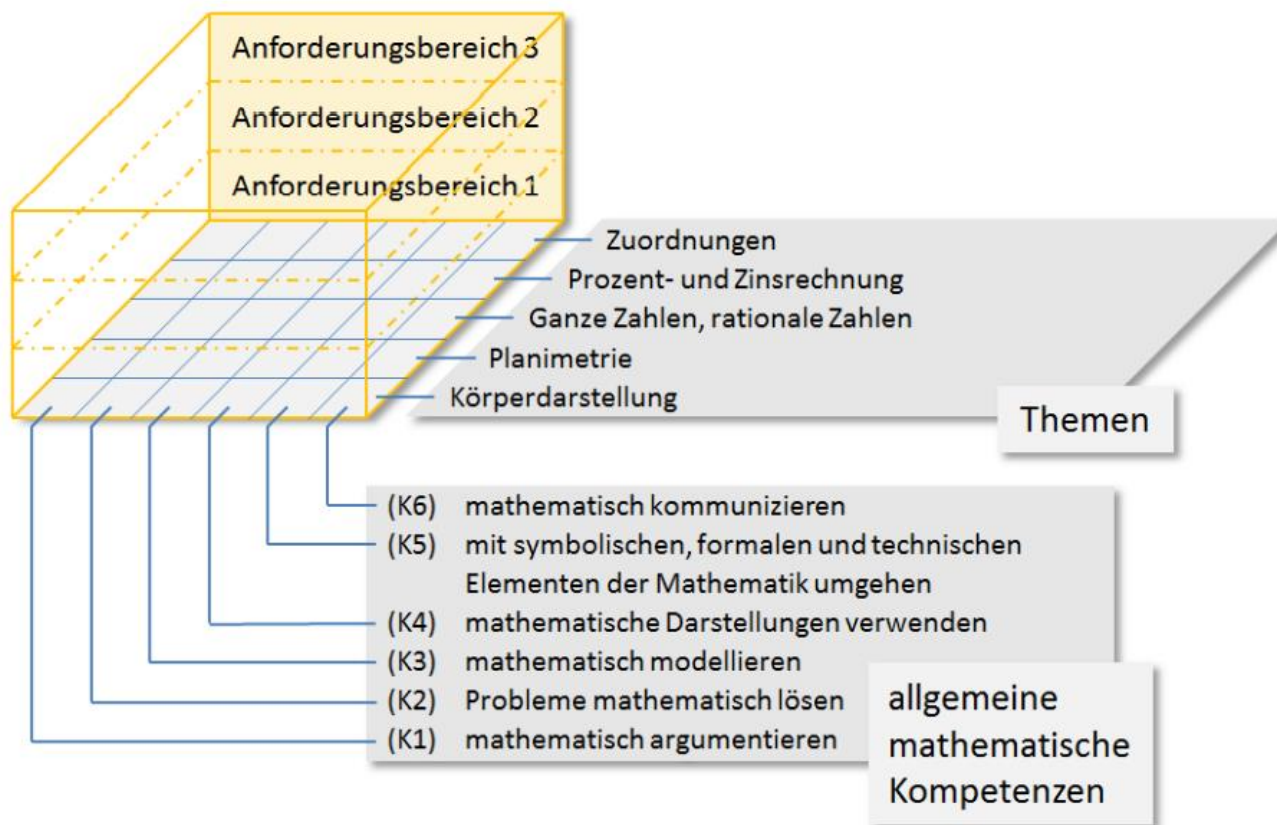 Anforderungsbereich 3
Anforderungsbereich 2
Anforderungsbereich 1
Zuordnungen
Prozent- und Zinsrechnung
Ganze Zahlen, rationale Zahlen
Planimetrie
Körperdarstellung
Themen
(K6) mathematisch kommunizieren
(K5) mit symbolischen, formalen und technischen
Elementen der Mathematik umgehen
(K4) mathematische Darstellungen verwenden
(K3) mathematisch modellieren
(K2) Probleme mathematisch lösen
(K1) mathematisch argumentieren
allgemeine
mathematische
Kompetenzen